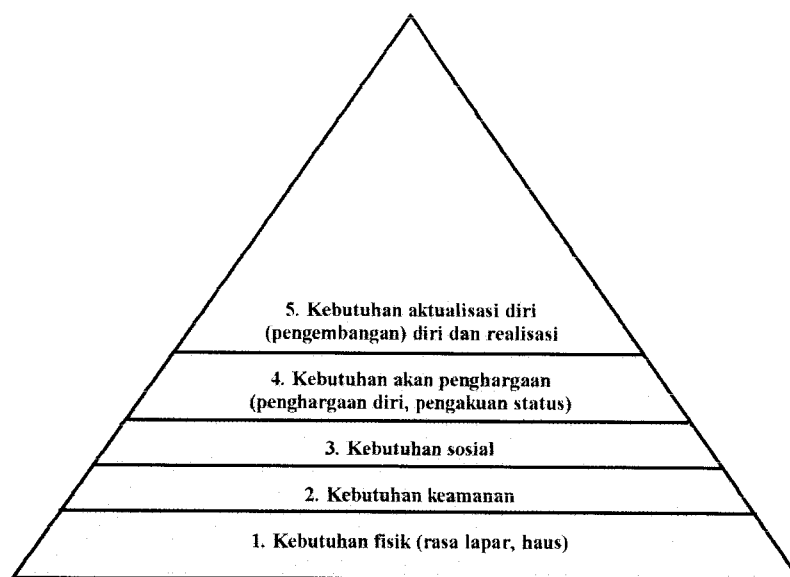 5. Kebutuhan aktualisasi diri
(pengembangan) diri dan realisasi
4. Kebutuhan akan penghargaan
(penghargaan diri, pengakuan status)
3. Kebutuhan sosial
2. Kebutuhan keamanan
1. Kebutuhan fisik (rasa lapar, haus)